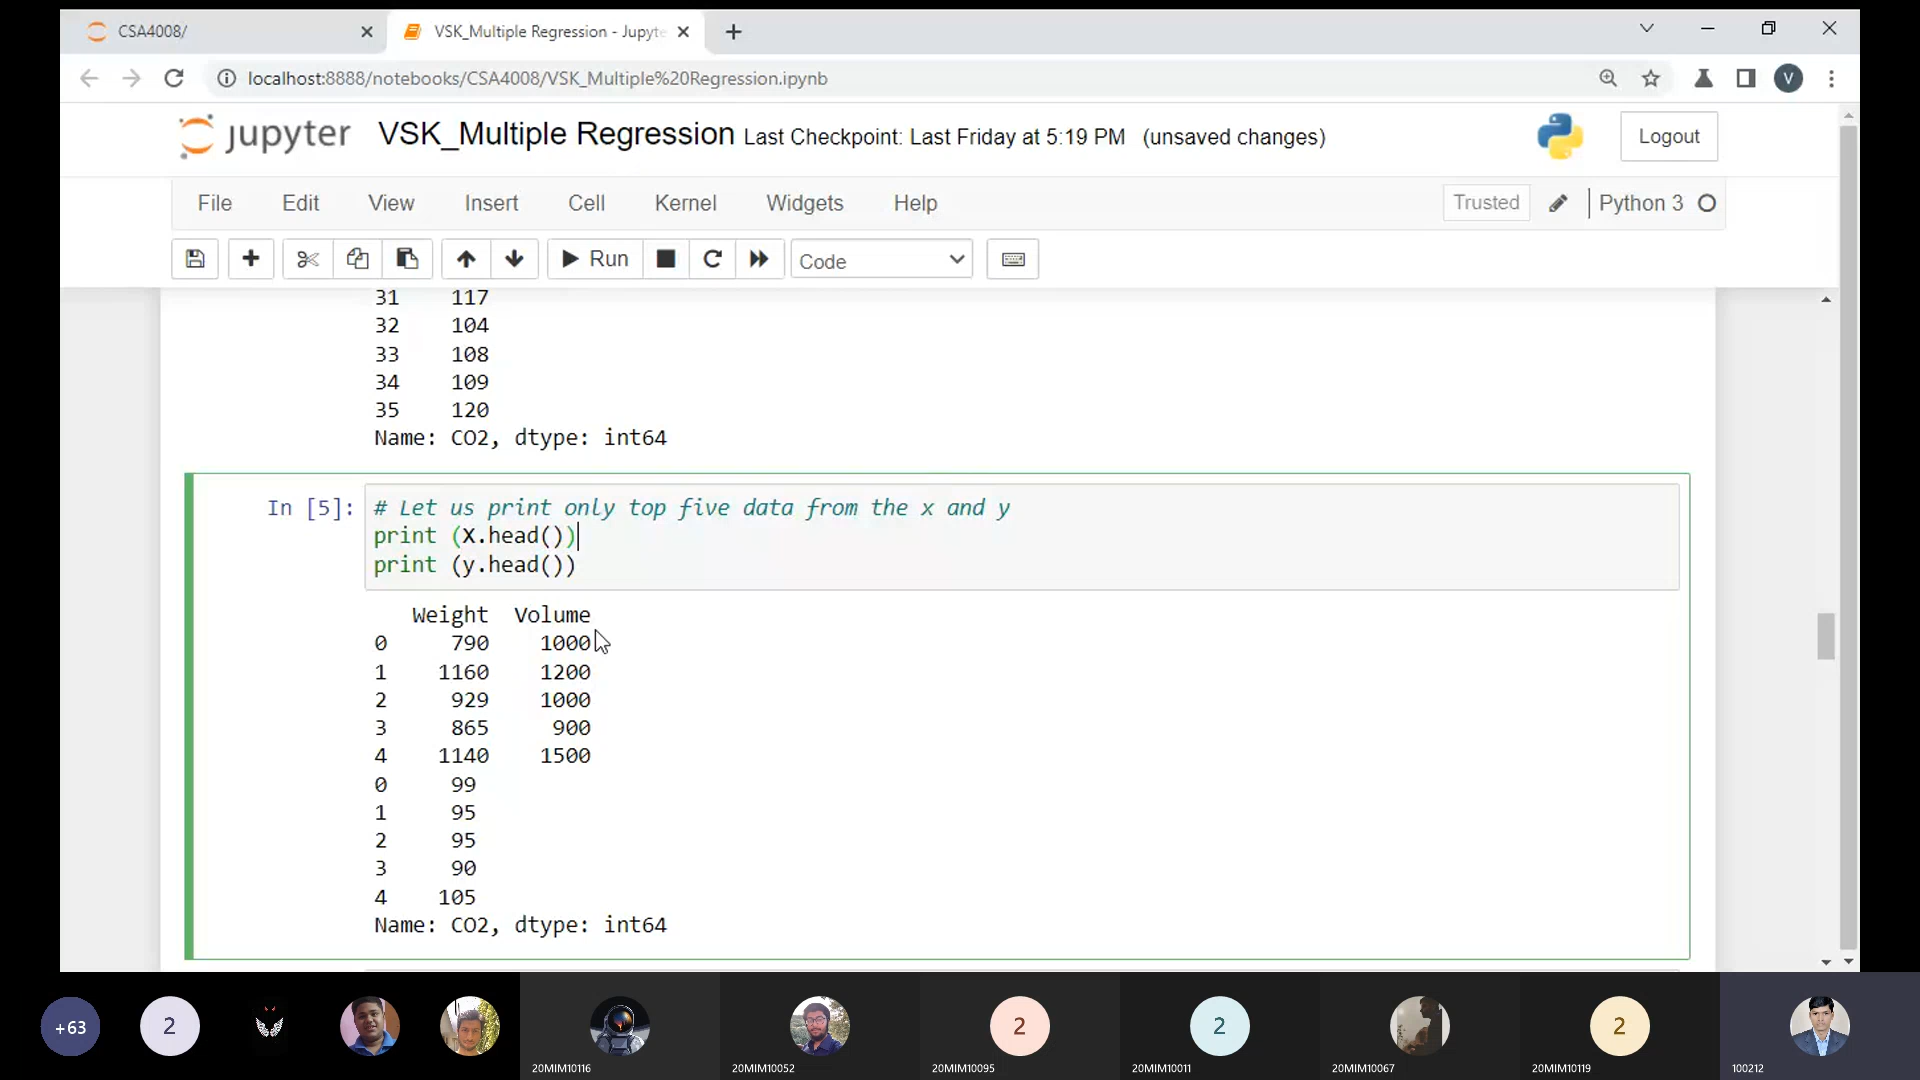 CSA4008/
VSK_Multiple Regression - Jupyte
localhost:8888/notebooks/CSA4008/VSK_Multiple%20Regression.ipynb
V
jupyter VSK_Multiple Regression Last Checkpoint: Last Friday at 5:19 PM (unsaved changes)
Logout
File Edit View Insert Cell Kernel Widgets Help
Trusted
Python 3
Run
Code
31 117
32 104
33 108
34 109
35 120
Name: CO2, dtype: int64
In [5]:
# Let us print only top five data from the x and y
print (X.head())
print (y.head())
Weight Volume
0 790 1000
1 1160 1200
2 929 1000
3 865 900
4 1140 1500
0 99
1 95
2 95
3 90
4 105
Name: CO2, dtype: int64
+63
2
20MIM10116
20MIM10052
2
20MIM10095
2
20MIM10011
20MIM10067
2
20MIM10119
100212